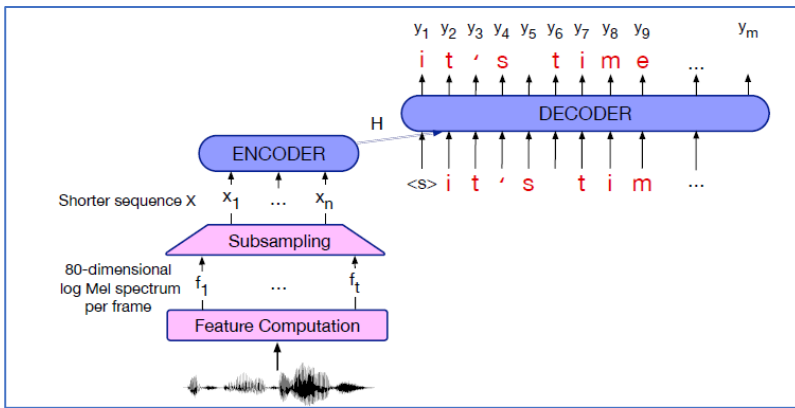 y1 y2 y3 y4 y5 y6 y7 y8 y9 ym
i t ‘ s t i m e ...
DECODER
H
ENCODER
<s> i t ‘ s t i m ...
Shorter sequence X
x1 ... xn
Subsampling
80-dimensional
log Mel spectrum
per frame
f1 ... ft
Feature Computation